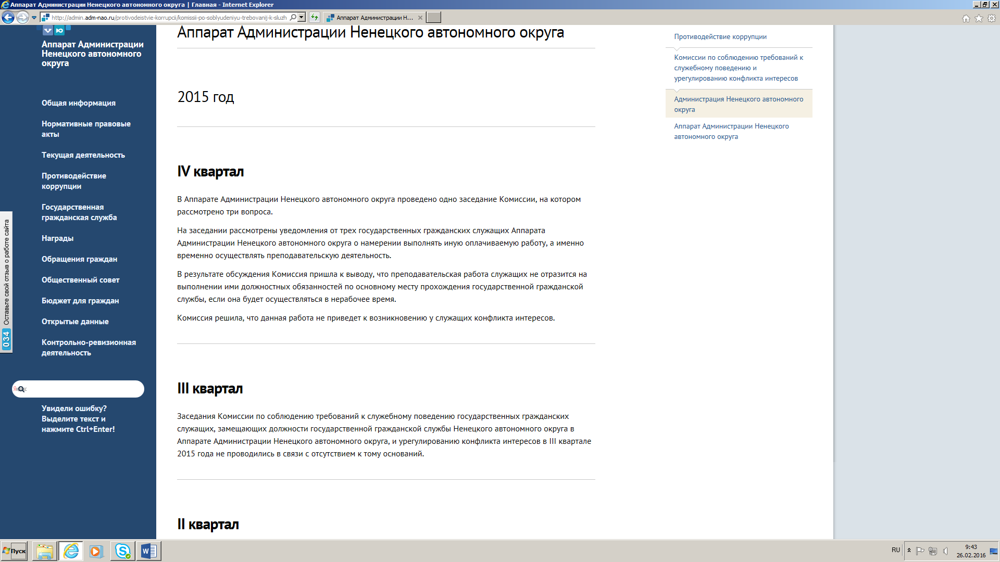 Аппарат Администрации Ненецкого автономного округа | Главная - Internet Explorer
http://admin.adm-nao.ru/protivodeistvie-korrupcii/komissii-po-soblyudeniyu-trebovanij-k-sluzh
Аппарат Администрации Н...
Аппарат Администрации
Ненецкого автономного
округа
Общая информация
Нормативные правовые
акты
Текущая деятельность
Противодействие
коррупции
Государственная
гражданская служба
Награды
Обращения граждан
Общественный совет
Бюджет для граждан
Открытые данные
Контрольно-ревизионная
деятельность
Увидели ошибку?
Выделите текст и
нажмите Ctrl+Enter!
Оставьте свой отзыв о работе сайта
034
Аппарат Администрации Ненецкого автономного округа
2015 год
IV квартал
В Аппарате Администрации Ненецкого автономного округа проведено одно заседание Комиссии, на котором
рассмотрено три вопроса.
На заседании рассмотрены уведомления от трех государственных гражданских служащих Аппарата
Администрации Ненецкого автономного округа о намерении выполнять иную оплачиваемую работу, а именно
временно осуществлять преподавательскую деятельность.
В результате обсуждения Комиссия пришла к выводу, что преподавательская работа служащих не отразится на
выполнении ими должностных обязанностей по основному месту прохождения государственной гражданской
службы, если она будет осуществляться в нерабочее время.
Комиссия решила, что данная работа не приведет к возникновению у служащих конфликта интересов.
III квартал
Заседания Комиссии по соблюдению требований к служебному поведению государственных гражданских
служащих, замещающих должности государственной гражданской службы Ненецкого автономного округа в
Аппарате Администрации Ненецкого автономного округа, и урегулированию конфликта интересов в III квартале
2015 года не проводились в связи с отсутствием к тому оснований.
II квартал
Противодействие коррупции
Комиссии по соблюдению требований к
служебному поведению и
урегулированию конфликта интересов
Администрация Ненецкого автономного
округа
Аппарат Администрации Ненецкого
автономного округа
Пуск
RU
9:43
26.02.2016